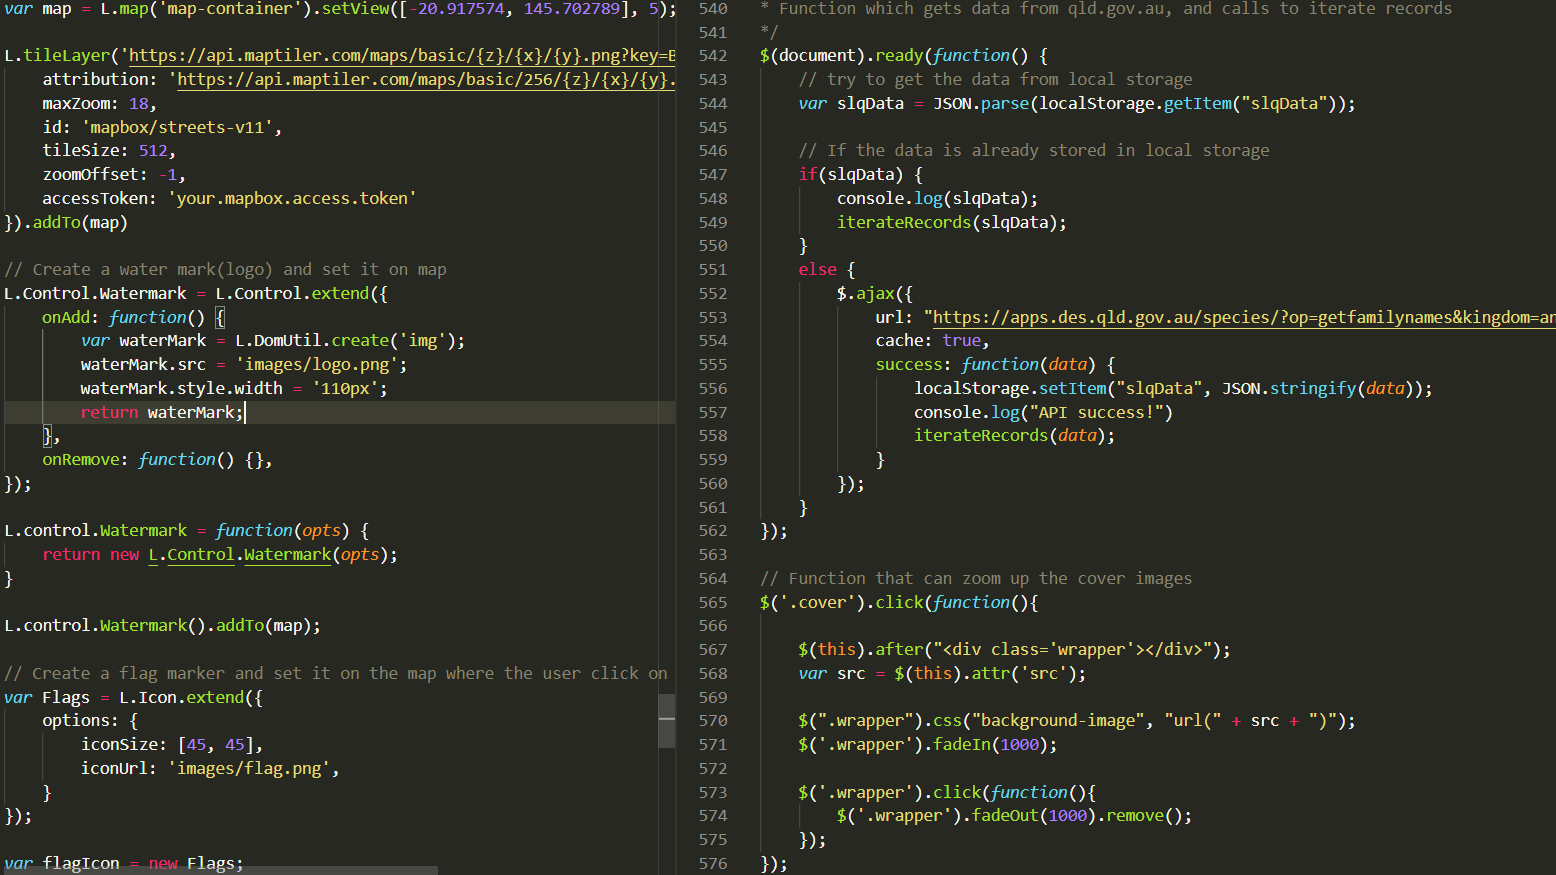 var map = L.map('map-container').setView([-20.917574, 145.702789], 5);
L.tileLayer('https://api.maptiler.com/maps/basic/{z}/{x}/{y}.png?key=B
    attribution: 'https://api.maptiler.com/maps/basic/256/{z}/{x}/{y}.
    maxZoom: 18,
    id: 'mapbox/streets-v11',
    tileSize: 512,
    zoomOffset: -1,
    accessToken: 'your.mapbox.access.token'
}).addTo(map)
// Create a water mark(logo) and set it on map
L.Control.Watermark = L.Control.extend({
    onAdd: function() {
        var waterMark = L.DomUtil.create('img');
        waterMark.src = 'images/logo.png';
        waterMark.style.width = '110px';
        return waterMark;
    },
    onRemove: function() {},
});
L.control.Watermark = function(opts) {
    return new L.Control.Watermark(opts);
}
L.control.Watermark().addTo(map);
// Create a flag marker and set it on the map where the user click on
var Flags = L.Icon.extend({
    options: {
        iconSize: [45, 45],
        iconUrl: 'images/flag.png',
    }
});
var flagIcon = new Flags;
540 * Function which gets data from qld.gov.au, and calls to iterate records
541 */
542 $(document).ready(function() {
543     // try to get the data from local storage
544     var slqData = JSON.parse(localStorage.getItem("slqData"));
545
546     // If the data is already stored in local storage
547     if(slqData) {
548         console.log(slqData);
549         iterateRecords(slqData);
550     }
551     else {
552         $.ajax({
553             url: "https://apps.des.qld.gov.au/species/?op=getfamilynames&kingdom=an
554             cache: true,
555             success: function(data) {
556                 localStorage.setItem("slqData", JSON.stringify(data));
557                 console.log("API success!")
558                 iterateRecords(data);
559             }
560         });
561     }
562 });
563
564 // Function that can zoom up the cover images
565 $('.cover').click(function(){
566
567     $(this).after("<div class='wrapper'></div>");
568     var src = $(this).attr('src');
569
570     $(".wrapper").css("background-image", "url(" + src + ")");
571     $('.wrapper').fadeIn(1000);
572
573     $('.wrapper').click(function(){
574         $('.wrapper').fadeOut(1000).remove();
575     });
576 });